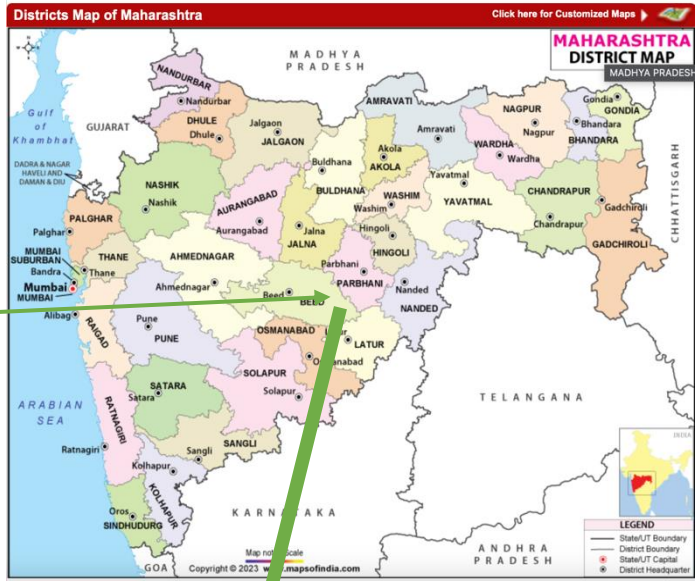 Districts Map of Maharashtra
Click here for Customized Maps
MAHARASHTRA
DISTRICT MAP
MADHYA PRADESH
MADHYA
PRADESH
NANDURBAR
Nandurbar
Gulf
of
Khambhat
GUJARAT
DHULE
Dhule
Jalgaon
JALGAON
AMRAVATI
Amravati
NAGPUR
Nagpur
Gondia
GONDIA
Bhandara
BHANDARA
WARDHA
Wardha
Akola
AKOLA
Buldhana
BULDHANA
DADRA & NAGAR
HAVELI AND
DAMAN & DIU
NASHIK
Nashik
AURANGABAD
Aurangabad
Jalna
JALNA
WASHIM
Washim
Yavatmal
YAVATMAL
CHANDRAPUR
Chandrapur
Gadchiroli
GADCHIROLI
CHHATTISGARH
PALGHAR
Palghar
Hingoli
HINGOLI
MUMBAI
SUBURBAN
Bandra
THANE
Thane
Mumbai
MUMBAI
AHMEDNAGAR
Ahmednagar
Parbhani
PARBHANI
Nanded
NANDED
Beed
BEED
Alibag
RAIGAD
Pune
PUNE
OSMANABAD
LATUR
SOLAPUR
Solapur
SATARA
Satara
ARABIAN
SEA
RATNAGIRI
Ratnagiri
SANGLI
Sangli
Kolhapur
KOLHAPUR
Oros
SINDHUDURG
TELANGANA
INDIA
GOA
ANDHRA
PRADESH
LEGEND
State/UT Boundary
District Boundary
State/UT Capital
District Headquarter
Copyright © 2023